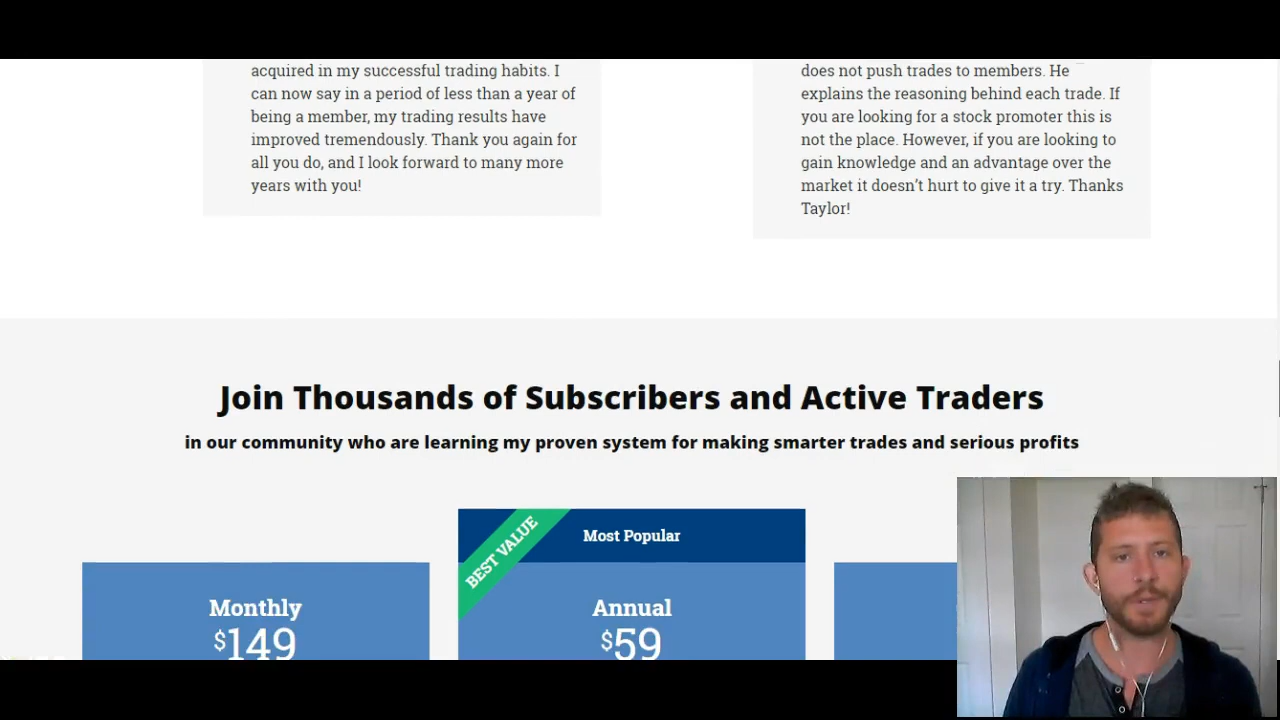 acquired in my successful trading habits. I
can now say in a period of less than a year of
being a member, my trading results have
improved tremendously. Thank you again for
all you do, and I look forward to many more
years with you!
does not push trades to members. He
explains the reasoning behind each trade. If
you are looking for a stock promoter this is
not the place. However, if you are looking to
gain knowledge and an advantage over the
market it doesn't hurt to give it a try. Thanks
Taylor!
Join Thousands of Subscribers and Active Traders
in our community who are learning my proven system for making smarter trades and serious profits
BEST VALUE
Most Popular
Monthly
$149
Annual
$59